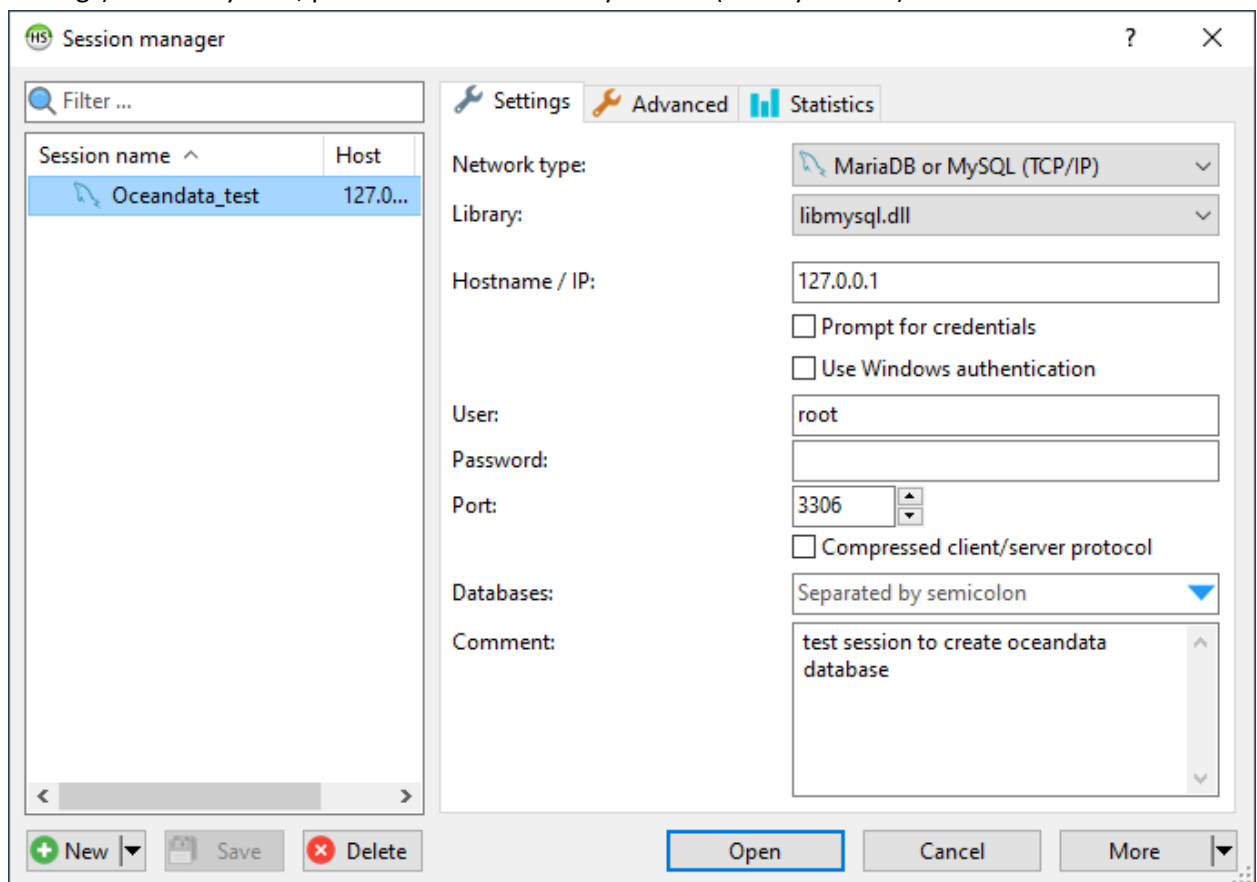 HS Session manager ?
Filter ...
Settings Advanced Statistics
Session name Host
Oceandata_test 127.0...
Network type: MariaDB or MySQL (TCP/IP)
Library: libmysql.dll
Hostname / IP: 127.0.0.1
Prompt for credentials
Use Windows authentication
User: root
Password:
Port: 3306
Compressed client/server protocol
Databases: Separated by semicolon
Comment: test session to create oceandata
database
New Save Delete Open Cancel More